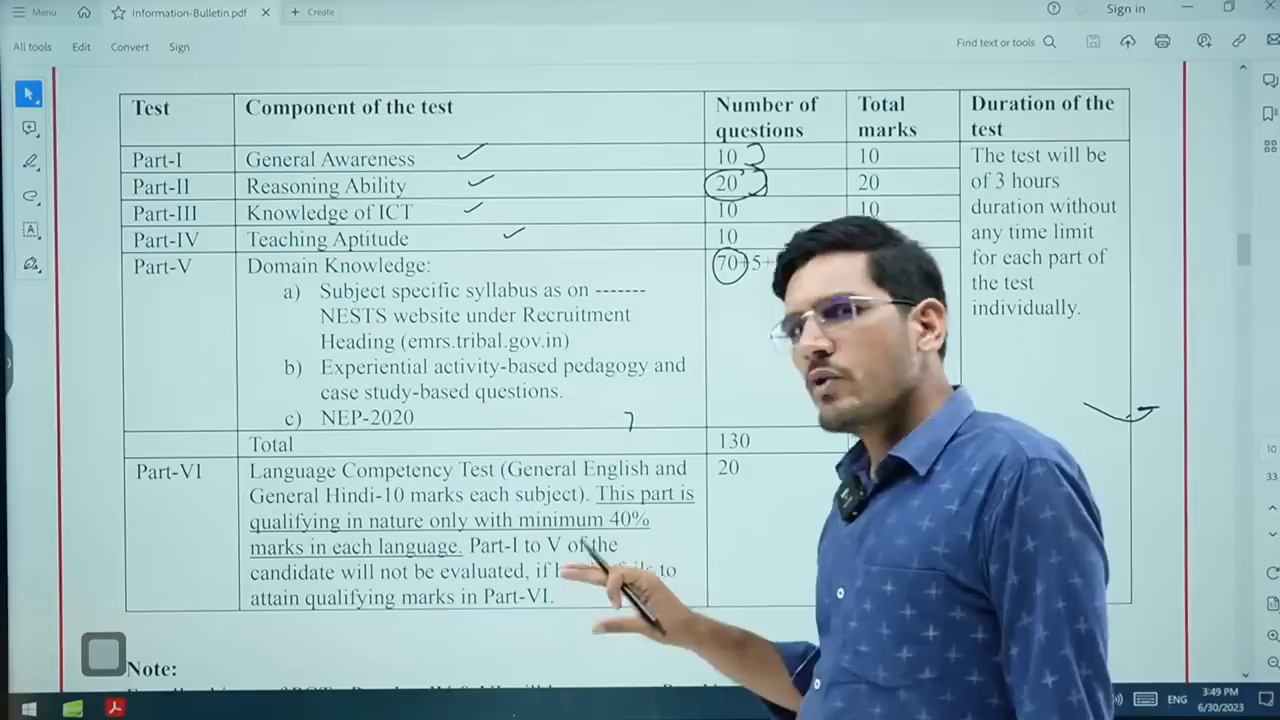 Menu
Information-Bulletin.pdf
Create
Sign in
All tools Edit Convert Sign
Find text or tools
Test Component of the test Number of questions Total marks Duration of the test
Part-I General Awareness 10 10
Part-II Reasoning Ability 20 20
Part-III Knowledge of ICT 10 10
Part-IV Teaching Aptitude 10
The test will be
of 3 hours
duration without
any time limit
for each part of
the test
individually.
Part-V Domain Knowledge: 70+5+
a) Subject specific syllabus as on -------
NESTS website under Recruitment
Heading (emrs.tribal.gov.in)
b) Experiential activity-based pedagogy and
case study-based questions.
c) NEP-2020
Total 130
Part-VI Language Competency Test (General English and 20
General Hindi-10 marks each subject). This part is
qualifying in nature only with minimum 40%
marks in each language. Part-I to V of the
candidate will not be evaluated, if to
attain qualifying marks in Part-VI.
Note:
10
33
ENG
3:49 PM
6/30/2023